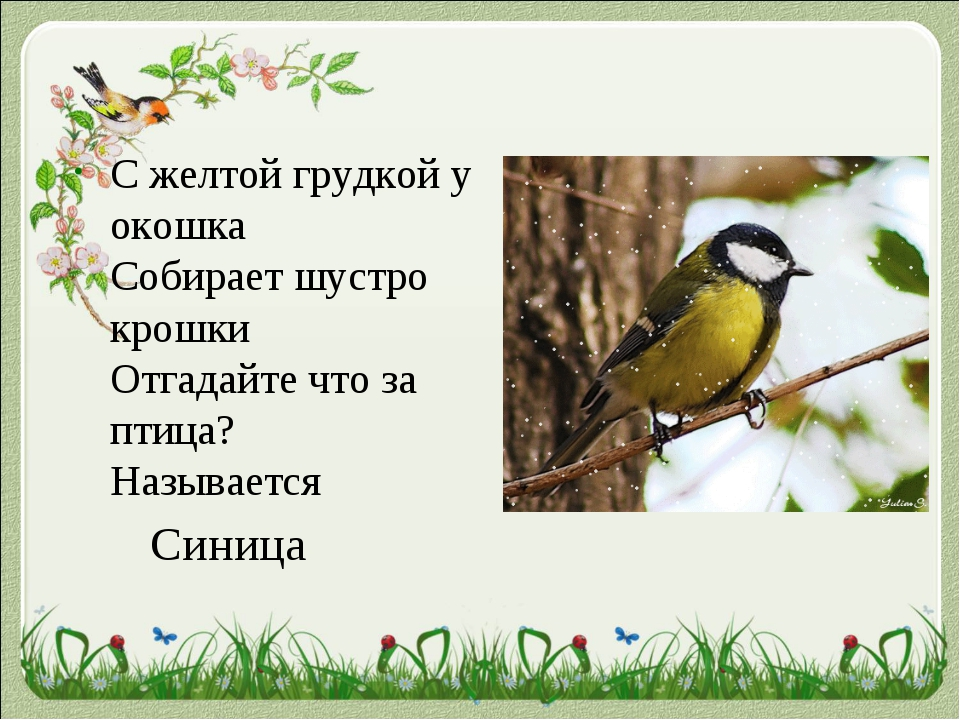 С желтой грудкой у
окошка
Собирает шустро
крошки
Отгадайте что за
птица?
Называется
Синица